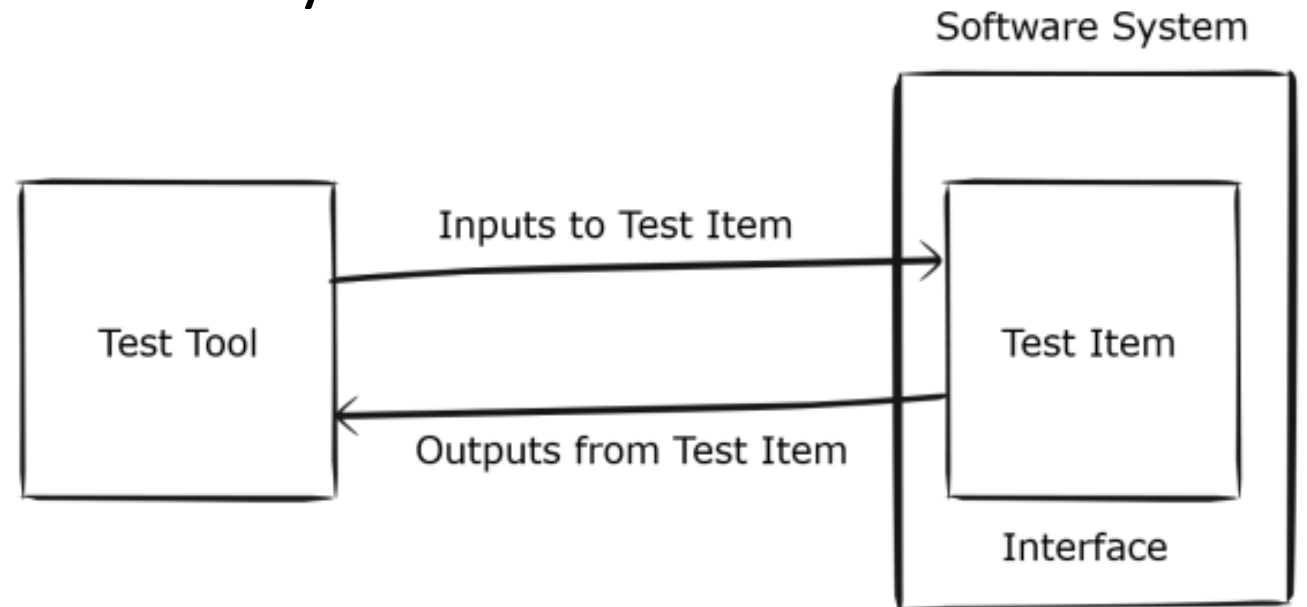 Software System
Inputs to Test Item
Test Tool
Test Item
Outputs from Test Item
Interface